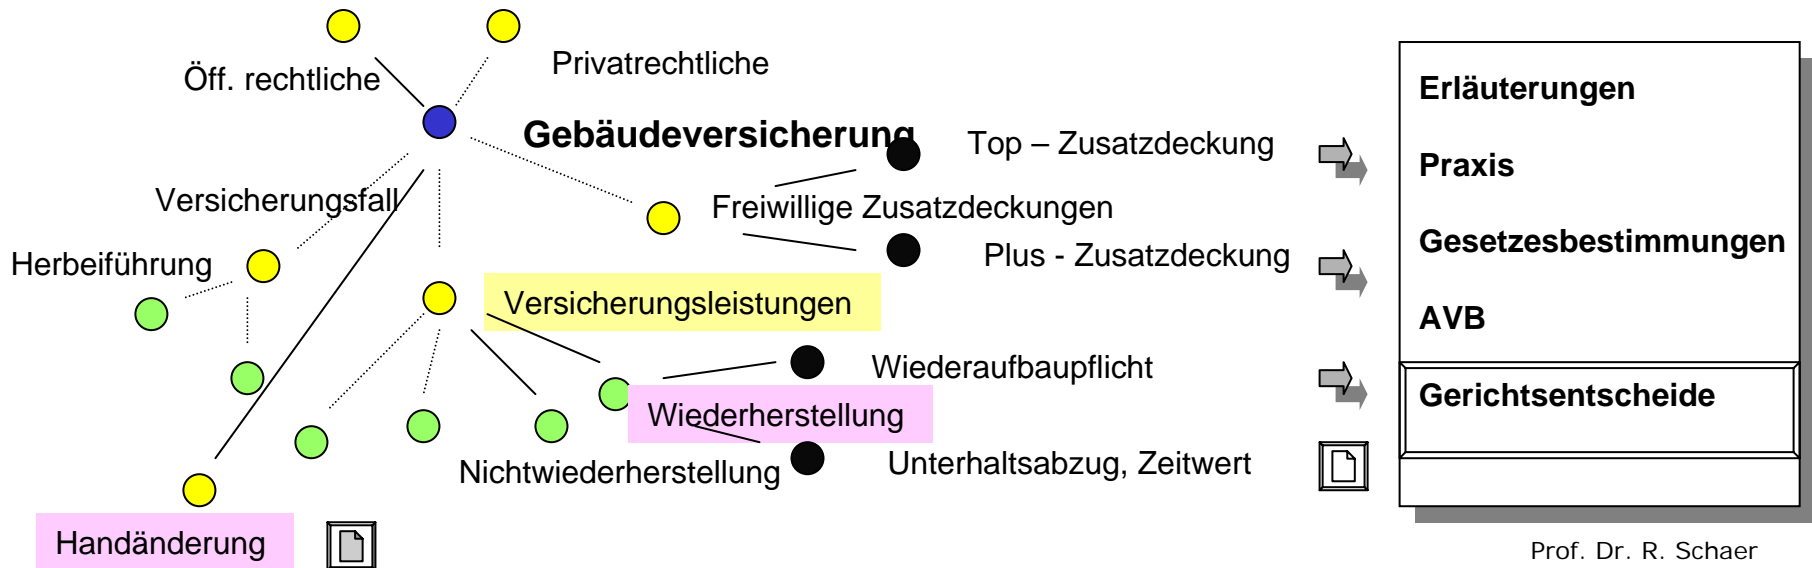 Öff. rechtliche
Privatrechtliche
Gebäudeversicherung
Top – Zusatzdeckung
Versicherungsfall
Freiwillige Zusatzdeckungen
Herbeiführung
Plus - Zusatzdeckung
Versicherungsleistungen
Wiederaufbaupflicht
Wiederherstellung
Nichtwiederherstellung
Unterhaltsabzug, Zeitwert
Handänderung
Erläuterungen
Praxis
Gesetzesbestimmungen
AVB
Gerichtsentscheide
Prof. Dr. R. Schaer